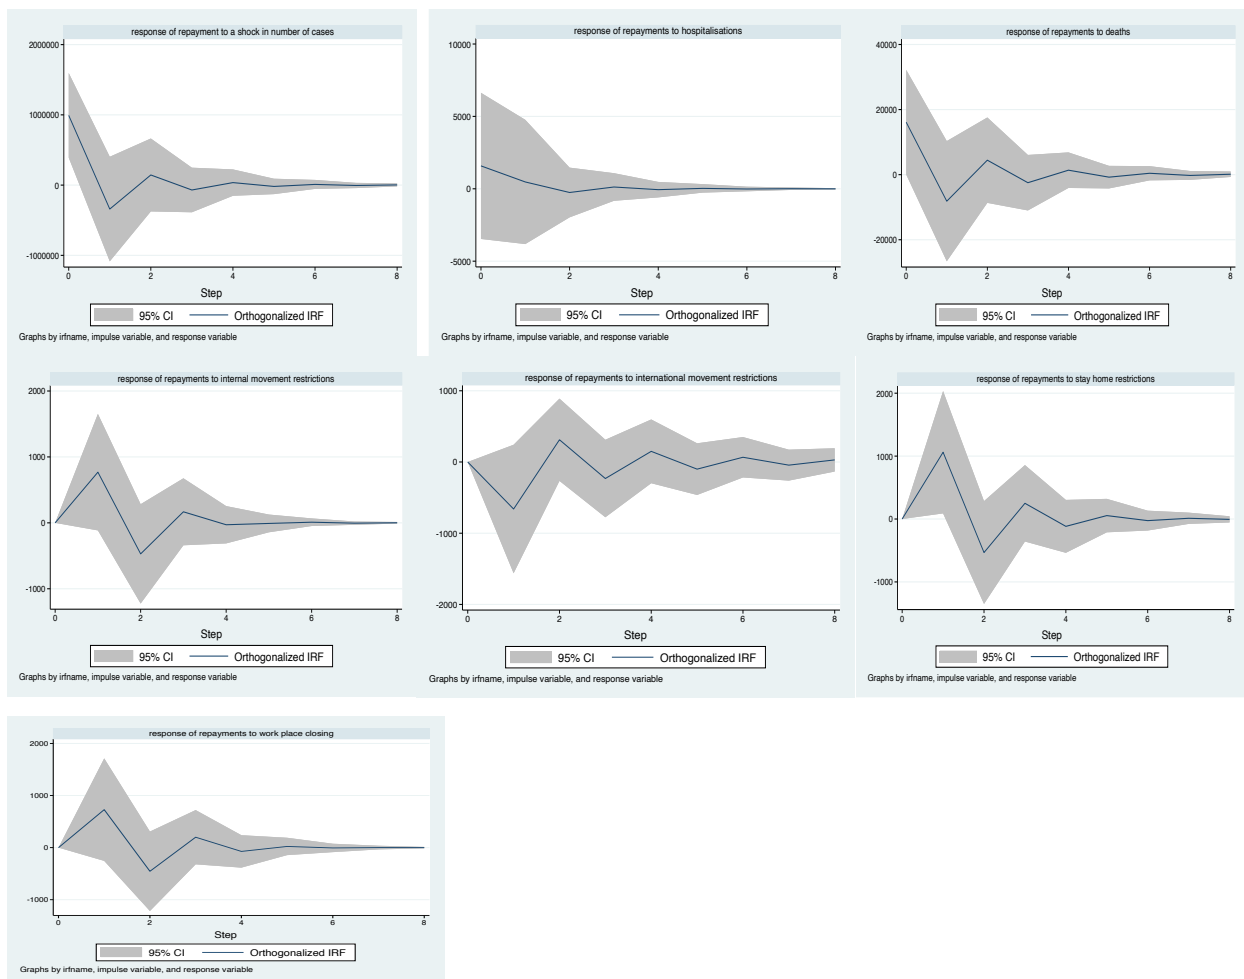 response of repayment to a shock in number of cases
2000000
1000000
0
-1000000
0 2 4 6 8
Step
95% CI Orthogonalized IRF
Graphs by irfname, impulse variable, and response variable
response of repayments to hospitalisations
10000
5000
0
-5000
0 2 4 6 8
Step
95% CI Orthogonalized IRF
Graphs by irfname, impulse variable, and response variable
response of repayments to deaths
40000
20000
0
-20000
0 2 4 6 8
Step
95% CI Orthogonalized IRF
Graphs by irfname, impulse variable, and response variable
response of repayments to internal movement restrictions
2000
1000
0
-1000
0 2 4 6 8
Step
95% CI Orthogonalized IRF
Graphs by irfname, impulse variable, and response variable
response of repayments to international movement restrictions
1000
0
-1000
-2000
0 2 4 6 8
Step
95% CI Orthogonalized IRF
Graphs by irfname, impulse variable, and response variable
response of repayments to stay home restrictions
2000
1000
0
-1000
0 2 4 6 8
Step
95% CI Orthogonalized IRF
Graphs by irfname, impulse variable, and response variable
response of repayments to work place closing
2000
1000
0
-1000
0 2 4 6 8
Step
95% CI Orthogonalized IRF
Graphs by irfname, impulse variable, and response variable